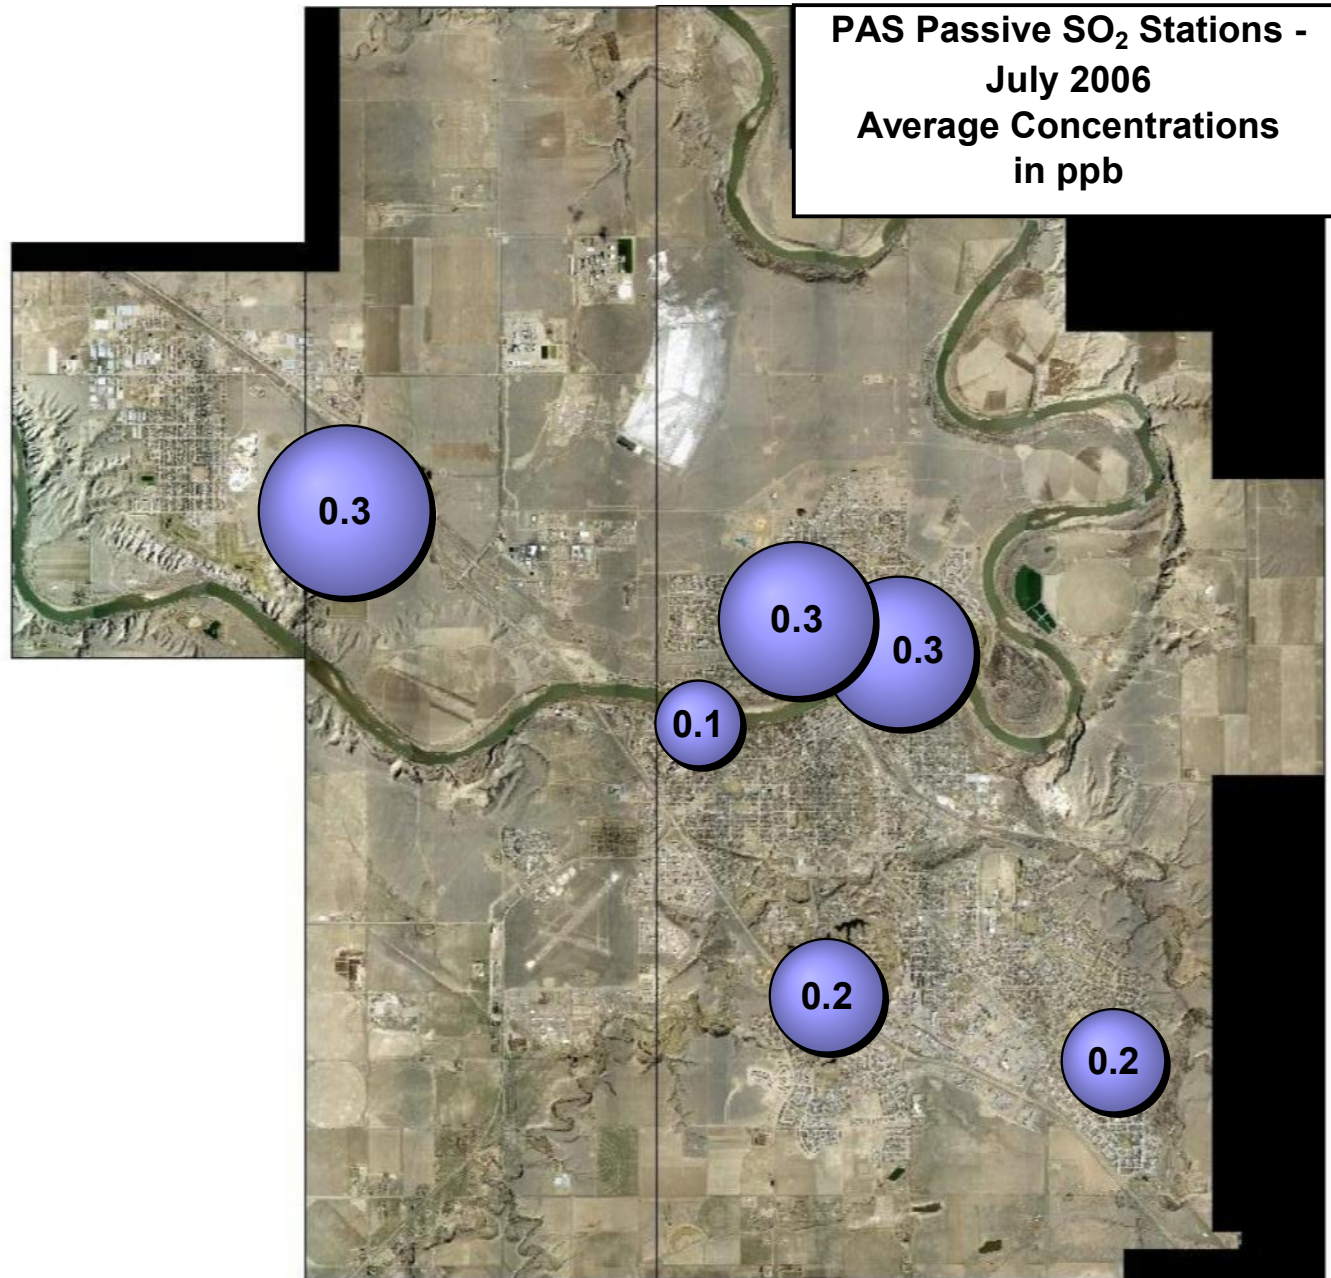 PAS Passive SO₂ Stations -
July 2006
Average Concentrations
in ppb
0.3
0.3
0.3
0.1
0.2
0.2